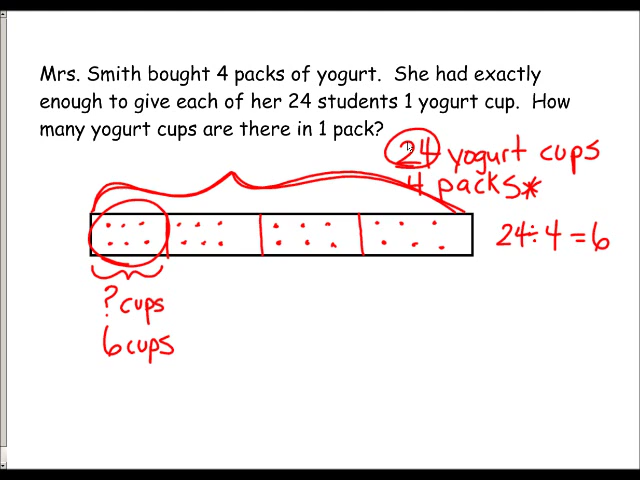 Mrs. Smith bought 4 packs of yogurt. She had exactly
enough to give each of her 24 students 1 yogurt cup. How
many yogurt cups are there in 1 pack?
24 yogurt cups
4 packs*
24÷4=6
? cups
6 cups